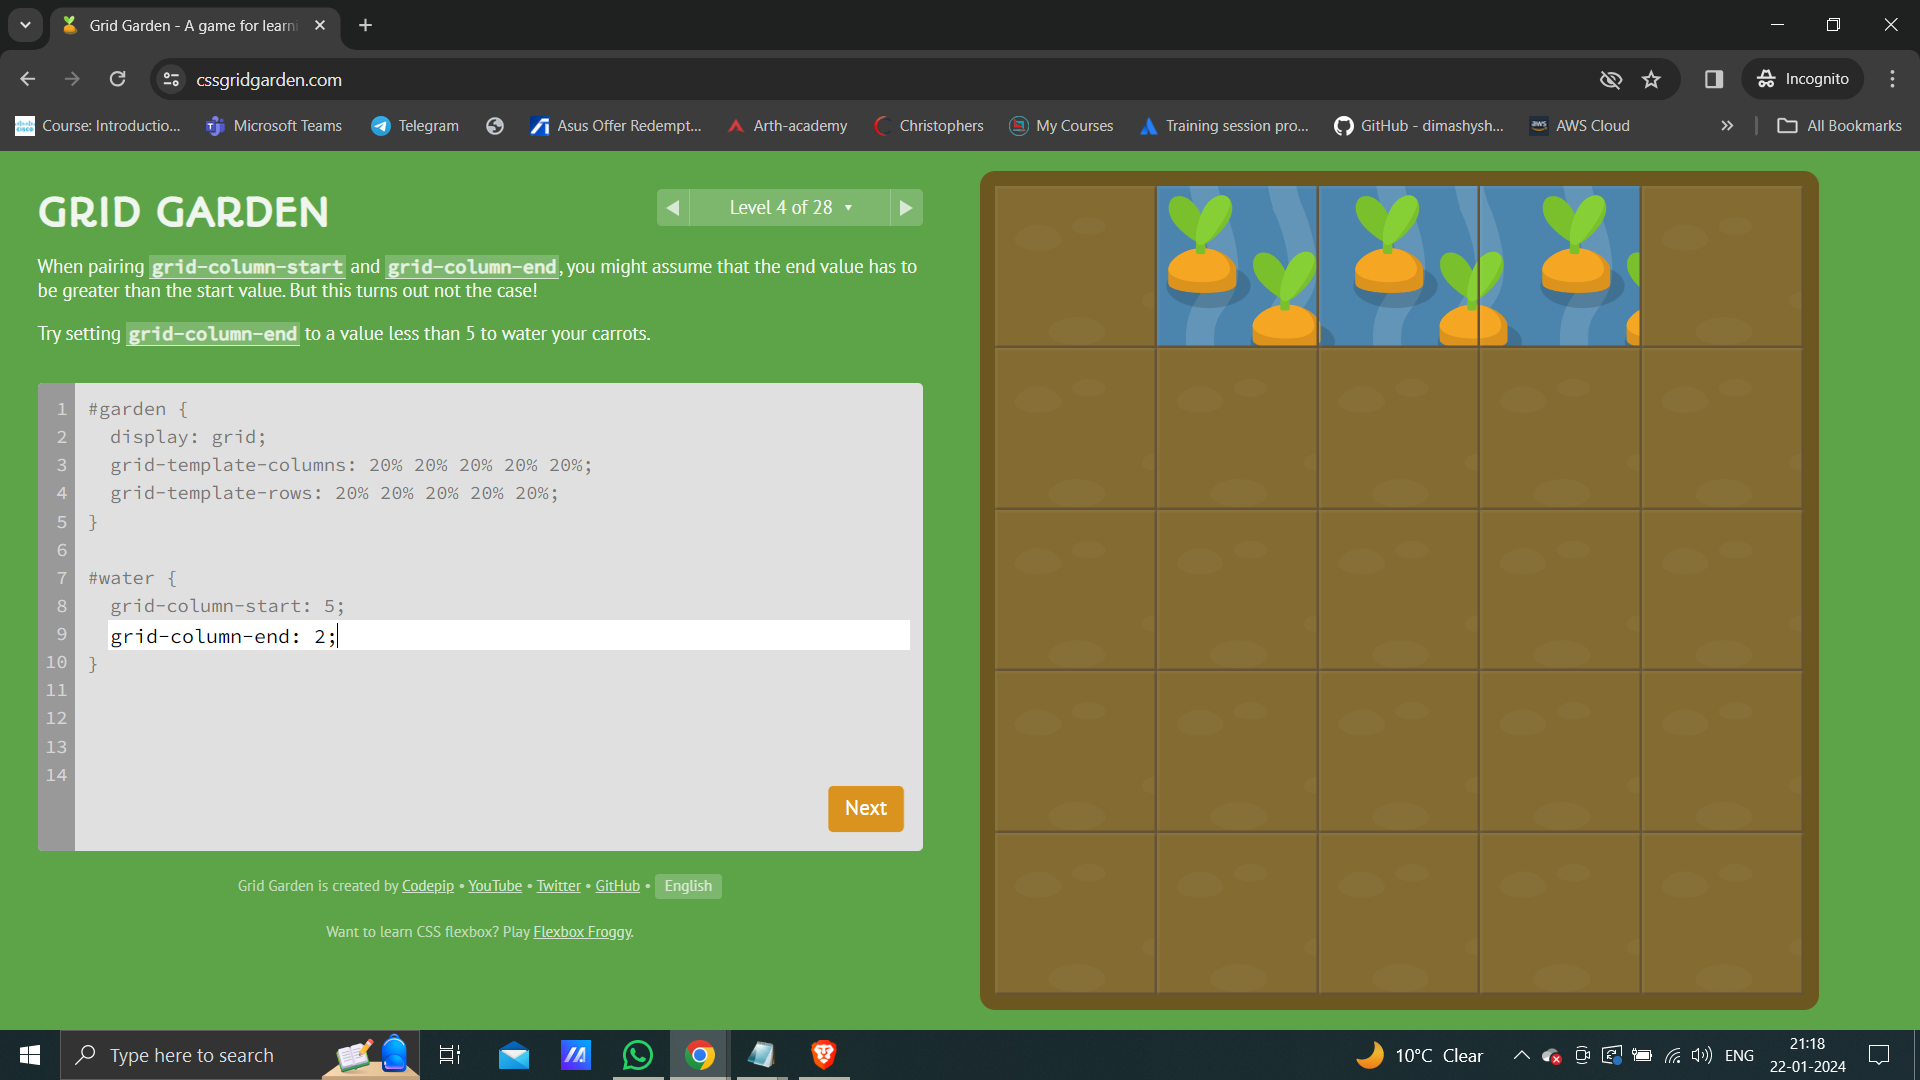 Grid Garden - A game for learni
cssgridgarden.com
Incognito
Course: Introductio...
Microsoft Teams
Telegram
Asus Offer Redempt...
Arth-academy
Christophers
My Courses
Training session pro...
GitHub - dimashysh...
AWS Cloud
All Bookmarks
GRID GARDEN
Level 4 of 28
When pairing grid-column-start and grid-column-end, you might assume that the end value has to
be greater than the start value. But this turns out not the case!
Try setting grid-column-end to a value less than 5 to water your carrots.
1 #garden {
2 display: grid;
3 grid-template-columns: 20% 20% 20% 20% 20%;
4 grid-template-rows: 20% 20% 20% 20% 20%;
5 }
6
7 #water {
8 grid-column-start: 5;
9 grid-column-end: 2;
10 }
11
12
13
14
Next
Grid Garden is created by Codepip • YouTube • Twitter • GitHub • English
Want to learn CSS flexbox? Play Flexbox Froggy.
Type here to search
10°C Clear
ENG
21:18
22-01-2024